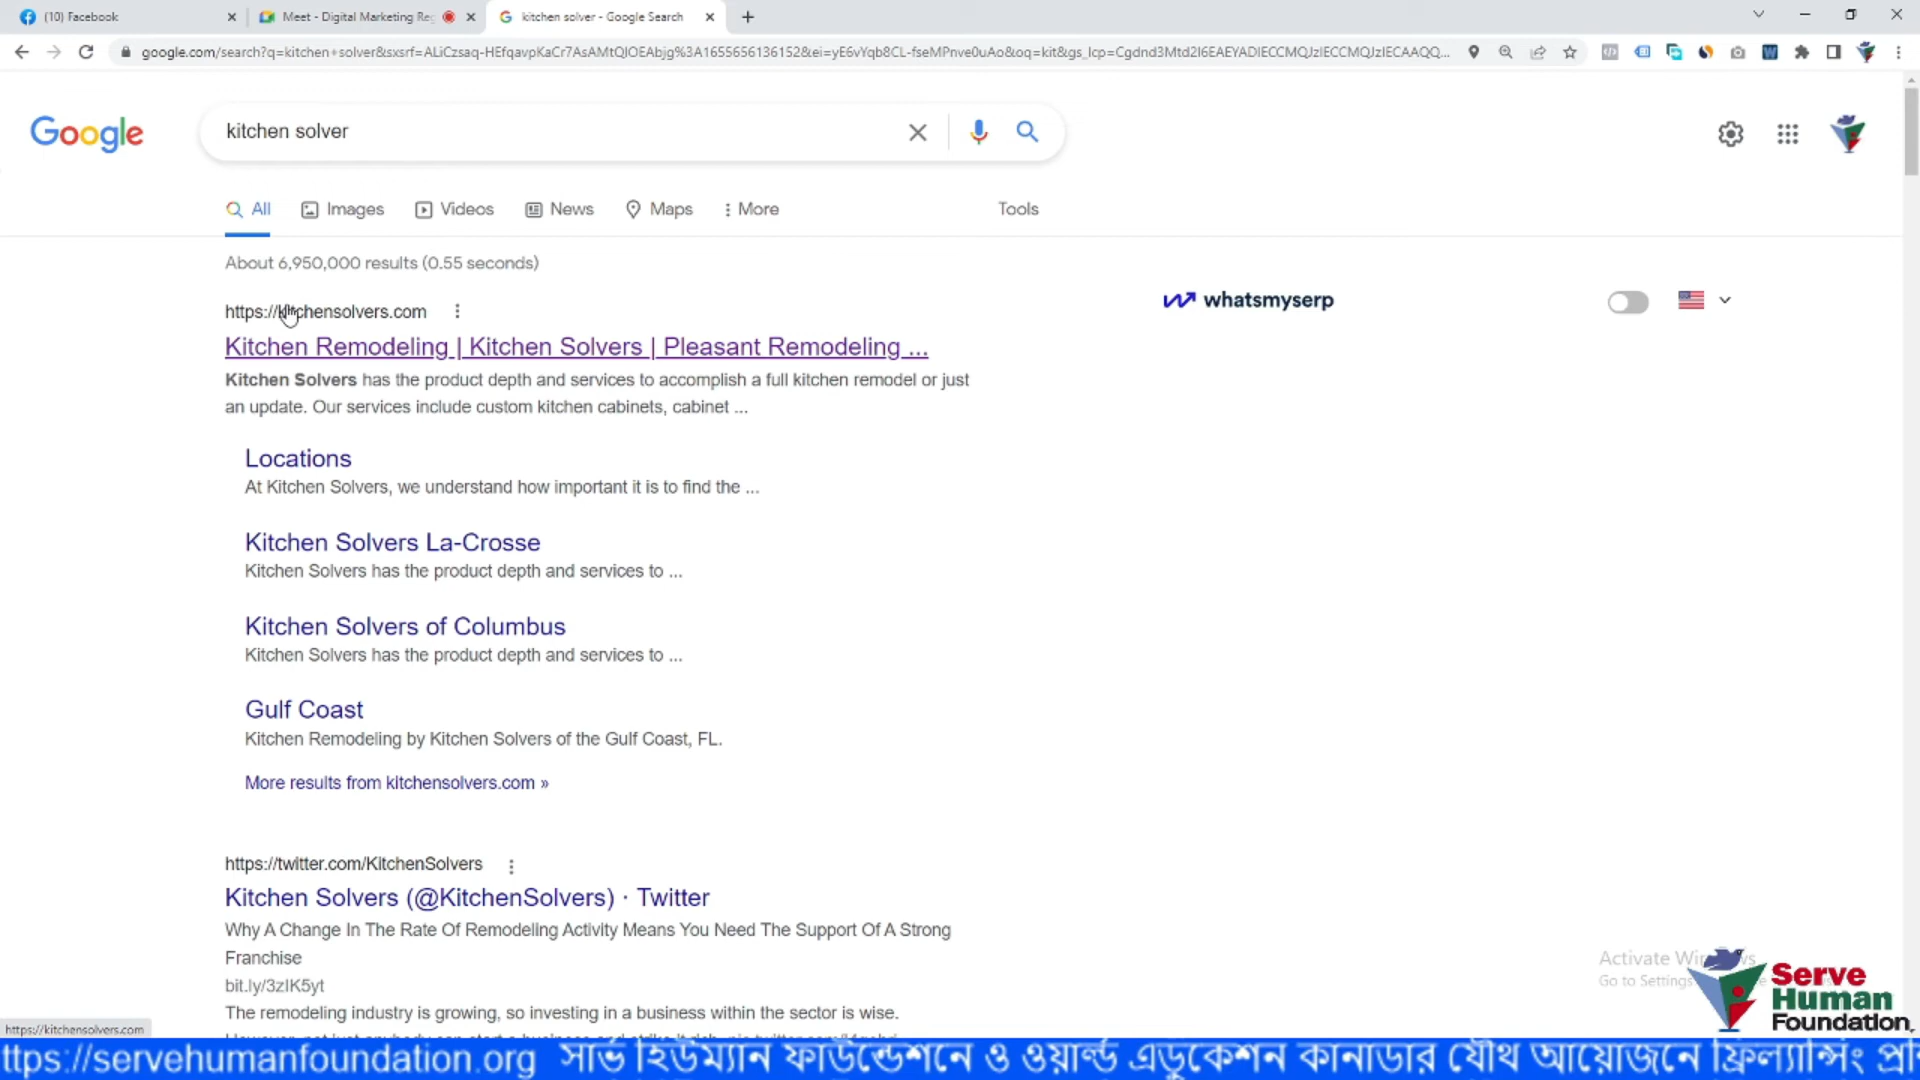 (10) Facebook
Meet - Digital Marketing Reg
kitchen solver - Google Search
google.com/search?q=kitchen+solver&sxsrf=ALiCzsaq-HEfqavpKaCr7AsAMtQJOEAbjg%3A1655656136152&ei=yE6vYqb8CL-fseMPnve0uAo&oq=kit&gs_lcp=Cgdnd3Mtd2l6EAEYADIECCMQJzIECCMQJzIECAAQQ...
Google
kitchen solver
All
Images
Videos
News
Maps
More
Tools
About 6,950,000 results (0.55 seconds)
https://kitchensolvers.com
whatsmyserp
Kitchen Remodeling | Kitchen Solvers | Pleasant Remodeling ...
Kitchen Solvers has the product depth and services to accomplish a full kitchen remodel or just
an update. Our services include custom kitchen cabinets, cabinet ...
Locations
At Kitchen Solvers, we understand how important it is to find the ...
Kitchen Solvers La-Crosse
Kitchen Solvers has the product depth and services to ...
Kitchen Solvers of Columbus
Kitchen Solvers has the product depth and services to ...
Gulf Coast
Kitchen Remodeling by Kitchen Solvers of the Gulf Coast, FL.
More results from kitchensolvers.com »
https://twitter.com/KitchenSolvers
Kitchen Solvers (@KitchenSolvers) · Twitter
Why A Change In The Rate Of Remodeling Activity Means You Need The Support Of A Strong
Franchise
bit.ly/3zIK5yt
The remodeling industry is growing, so investing in a business within the sector is wise.
Activate Windows
Go to Settings
Serve
Human
Foundation
https://kitchensolvers.com
ttps://servehumanfoundation.org সার্ভ হিউম্যান ফাউন্ডেশনে ও ওয়ার্ল্ড এডুকেশন কানাডার যৌথ আয়োজনে ফ্রিল্যান্সিং